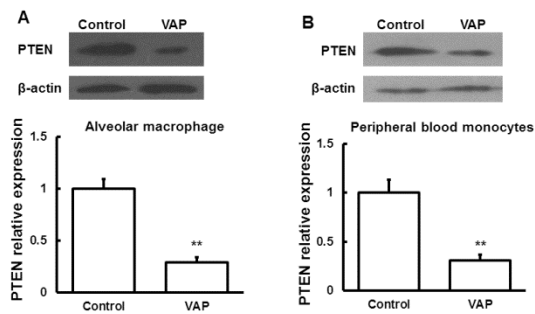 A
Control VAP
PTEN
β-actin
Alveolar macrophage
PTEN relative expression
1.5
1
0.5
0
**
Control VAP
B
Control VAP
PTEN
β-actin
Peripheral blood monocytes
PTEN relative expression
1.5
1
0.5
0
**
Control VAP